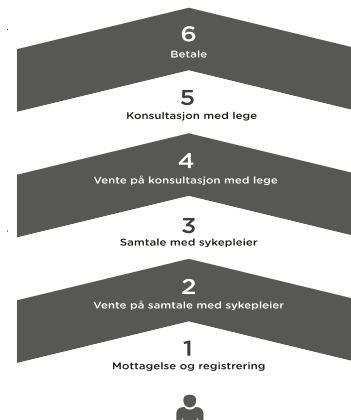 6
Betale
5
Konsultasjon med lege
4
Vente på konsultasjon med lege
3
Samtale med sykepleier
2
Vente på samtale med sykepleier
1
Mottagelse og registrering